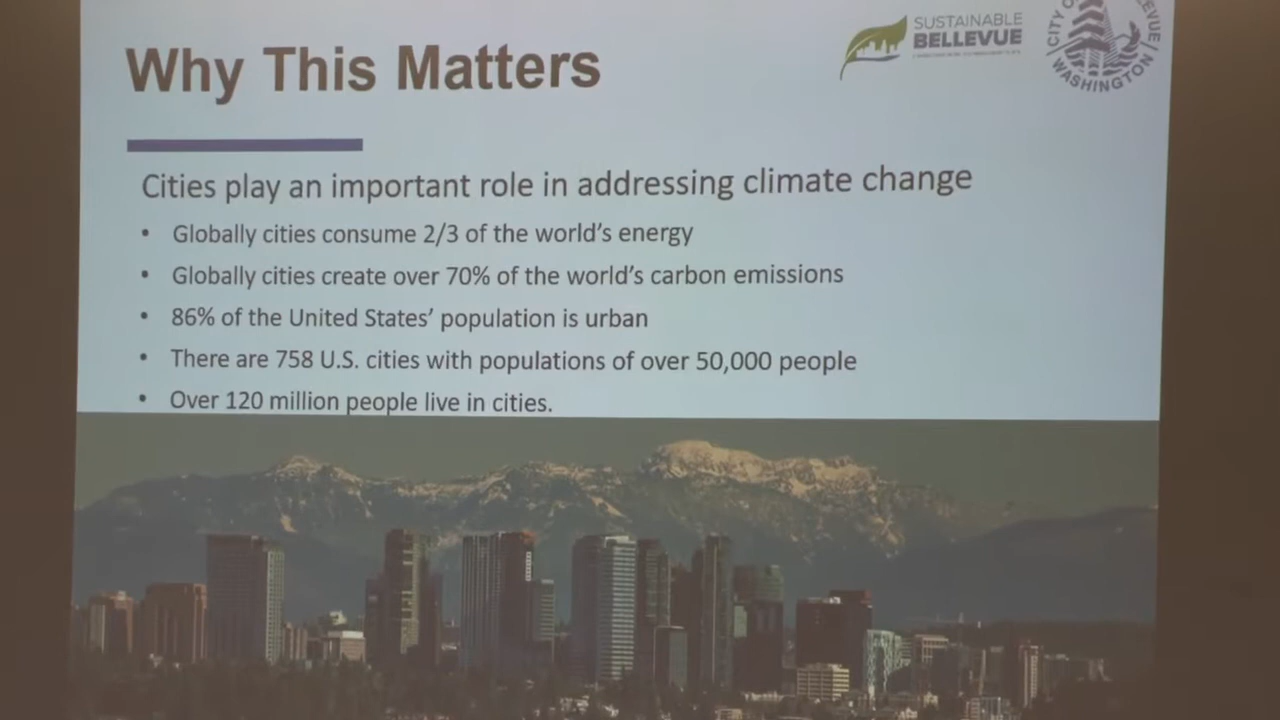 Why This Matters
SUSTAINABLE
BELLEVUE
CITY O
EVUE
WASHINGTON
Cities play an important role in addressing climate change
• Globally cities consume 2/3 of the world's energy
• Globally cities create over 70% of the world's carbon emissions
• 86% of the United States' population is urban
• There are 758 U.S. cities with populations of over 50,000 people
• Over 120 million people live in cities.